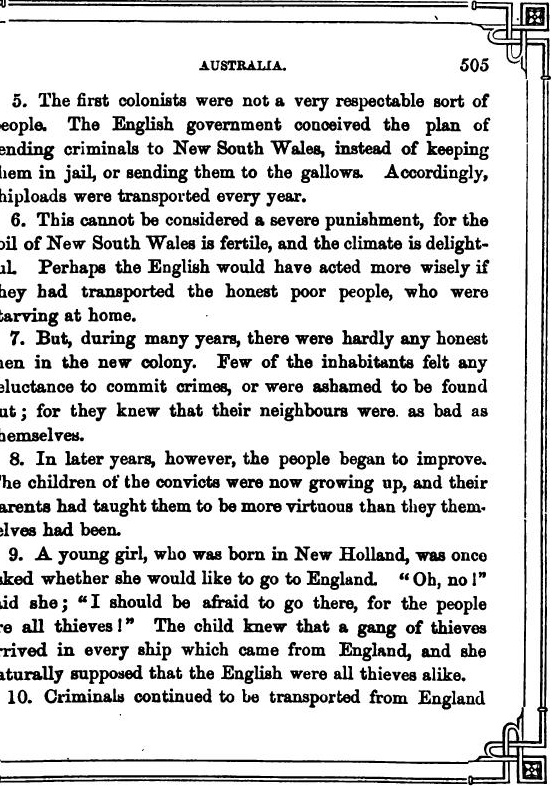 AUSTRALIA. 505
5. The first colonists were not a very respectable sort of
eople. The English government conceived the plan of
ending criminals to New South Wales, instead of keeping
hem in jail, or sending them to the gallows. Accordingly,
hiploads were transported every year.
6. This cannot be considered a severe punishment, for the
oil of New South Wales is fertile, and the climate is delight-
ul. Perhaps the English would have acted more wisely if
hey had transported the honest poor people, who were
tarving at home.
7. But, during many years, there were hardly any honest
en in the new colony. Few of the inhabitants felt any
eluctance to commit crimes, or were ashamed to be found
ut; for they knew that their neighbours were. as bad as
hemselves.
8. In later years, however, the people began to improve.
he children of the convicts were now growing up, and their
arents had taught them to be more virtuous than they them-
elves had been.
9. A young girl, who was born in New Holland, was once
sked whether she would like to go to England. "Oh, no!"
aid she; "I should be afraid to go there, for the people
re all thieves!" The child knew that a gang of thieves
rrived in every ship which came from England, and she
aturally supposed that the English were all thieves alike.
10. Criminals continued to be transported from England